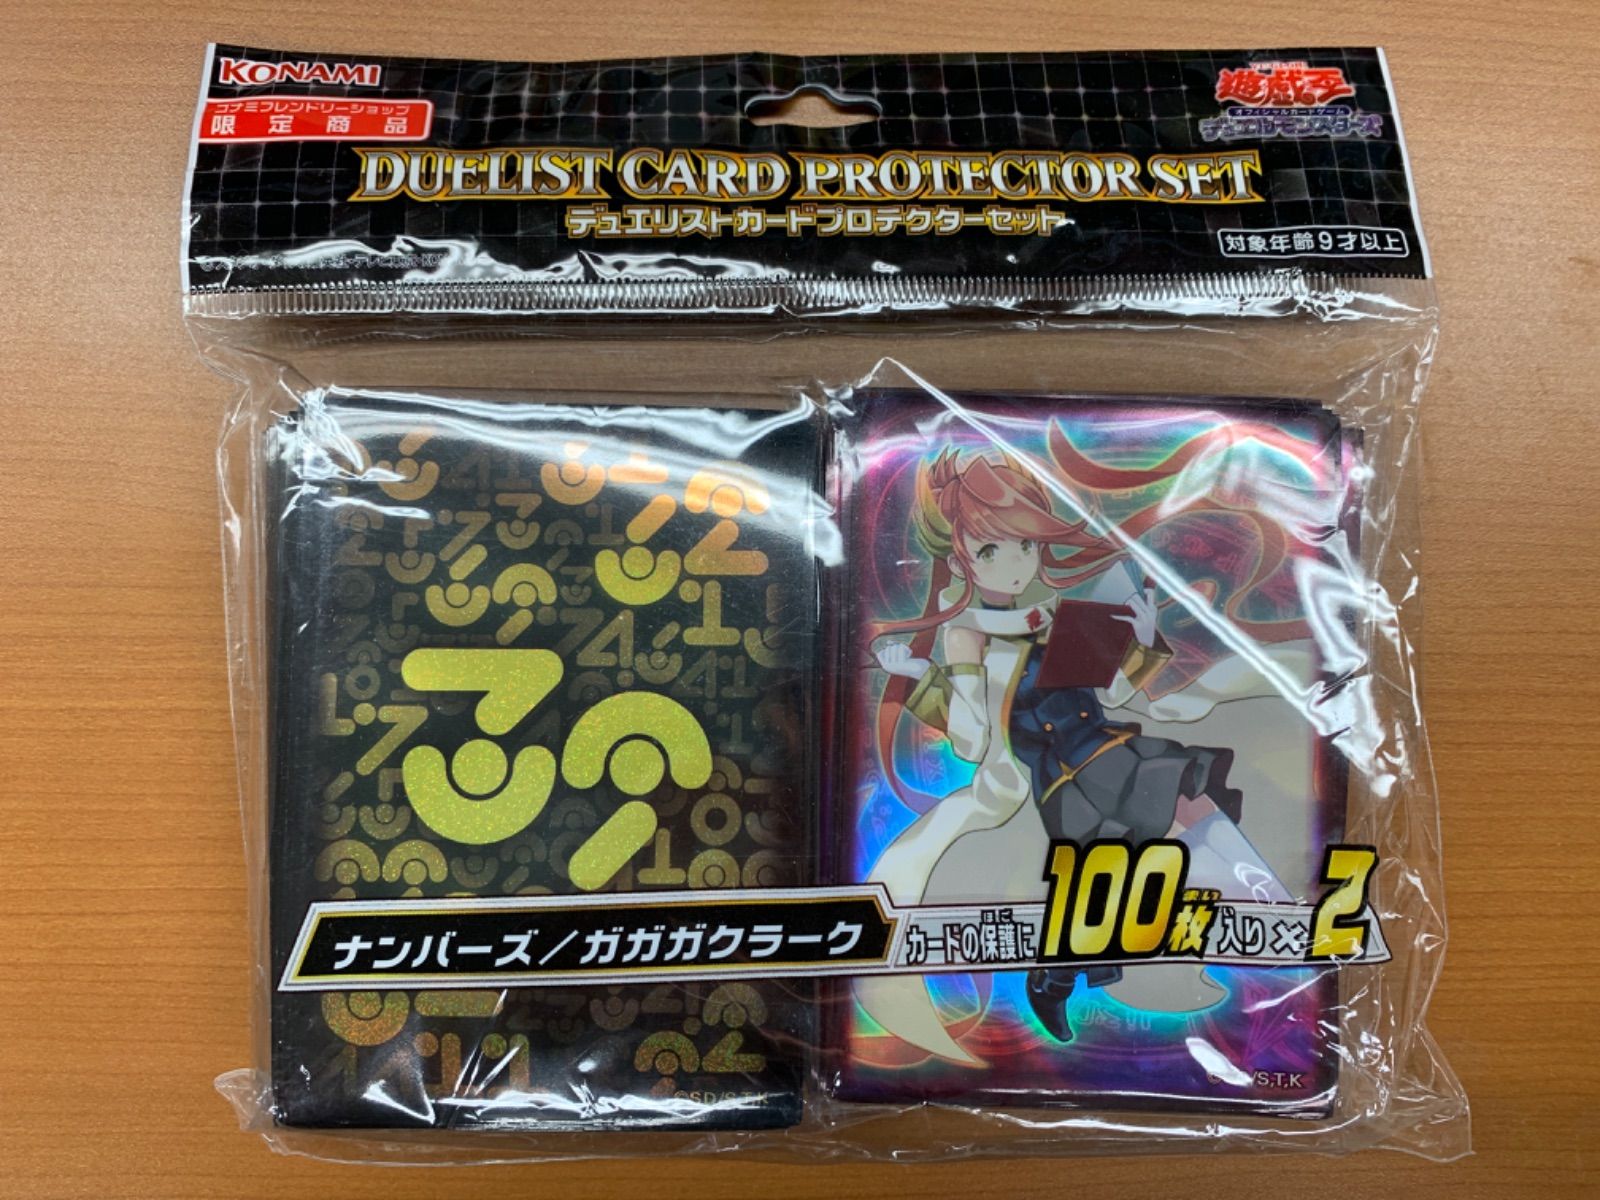 KONAMI
コナミフレンドリーショップ
限定商品
遊戯王
オフィシャルカードゲーム
デュエルモンスターズ
DUELIST CARD PROTECTOR SET
デュエリストカードプロテクターセット
対象年齢9才以上
ナンバーズ/ガガガクラーク
カードの保護に100枚入り×2
ほご
まい
©SD/S,T,K
/S,T,K